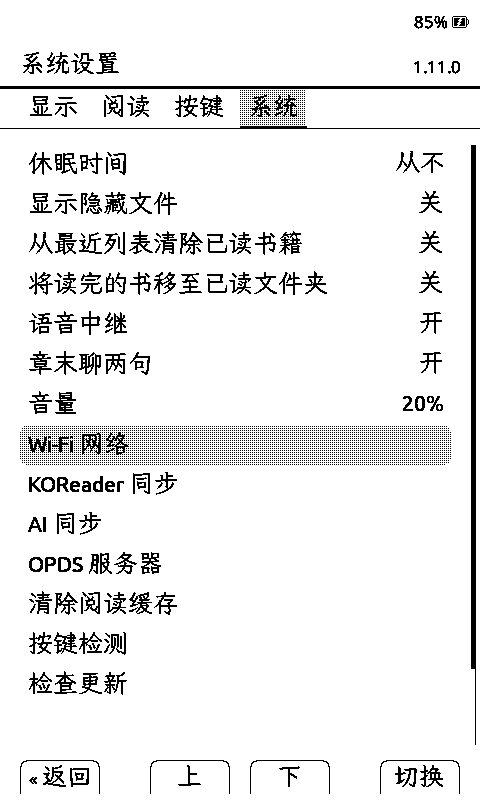 85%
系统设置 1.11.0
显示 阅读 按键 系统
休眠时间 从不
显示隐藏文件 关
从最近列表清除已读书籍 关
将读完的书移至已读文件夹 关
语音中继 开
章末聊两句 开
音量 20%
Wi-Fi 网络
KOReader 同步
AI 同步
OPDS 服务器
清除阅读缓存
按键检测
检查更新
« 返回 上 下 切换